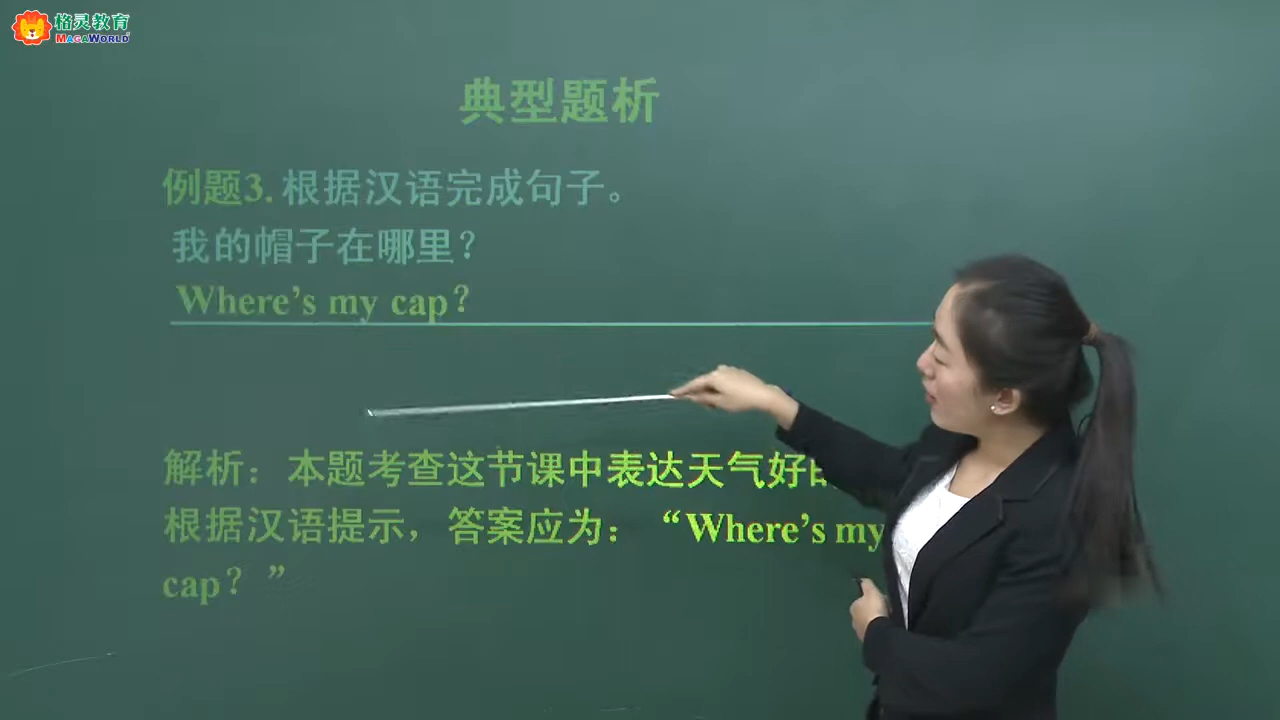 格灵教育
MAGAWORLD
典型题析
例题3. 根据汉语完成句子。
我的帽子在哪里？
Where's my cap？
解析：本题考查这节课中表达天气好的
根据汉语提示，答案应为：“Where's my
cap？”